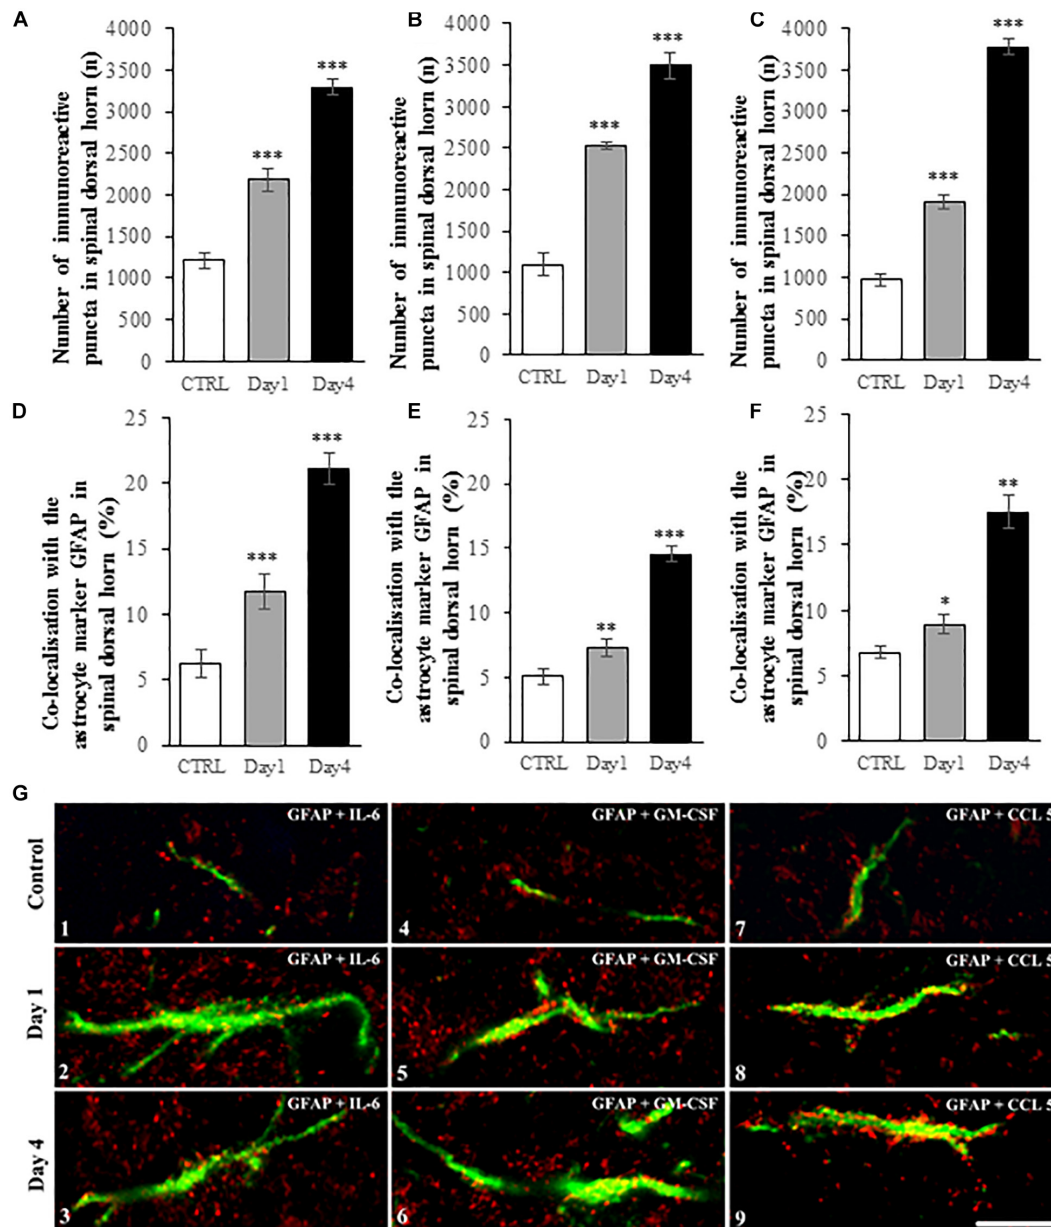 A
Number of immunoreactive
puncta in spinal dorsal horn (n)
4000
3500
3000
2500
2000
1500
1000
500
0
***
***
CTRL
Day1
Day4
B
Number of immunoreactive
puncta in spinal dorsal horn (n)
4000
3500
3000
2500
2000
1500
1000
500
0
***
***
CTRL
Day1
Day4
C
Number of immunoreactive
puncta in spinal dorsal horn (n)
4000
3500
3000
2500
2000
1500
1000
500
0
***
***
CTRL
Day1
Day4
D
Co-localisation with the
astrocyte marker GFAP in
spinal dorsal horn (%)
25
20
15
10
5
0
***
***
CTRL
Day1
Day4
E
Co-localisation with the
astrocyte marker GFAP in
spinal dorsal horn (%)
25
20
15
10
5
0
**
***
CTRL
Day1
Day4
F
Co-localisation with the
astrocyte marker GFAP in
spinal dorsal horn (%)
25
20
15
10
5
0
*
**
CTRL
Day1
Day4
G
Control
GFAP + IL-6
1
GFAP + GM-CSF
4
GFAP + CCL 5
7
Day 1
GFAP + IL-6
2
GFAP + GM-CSF
5
GFAP + CCL 5
8
Day 4
GFAP + IL-6
3
GFAP + GM-CSF
6
GFAP + CCL 5
9